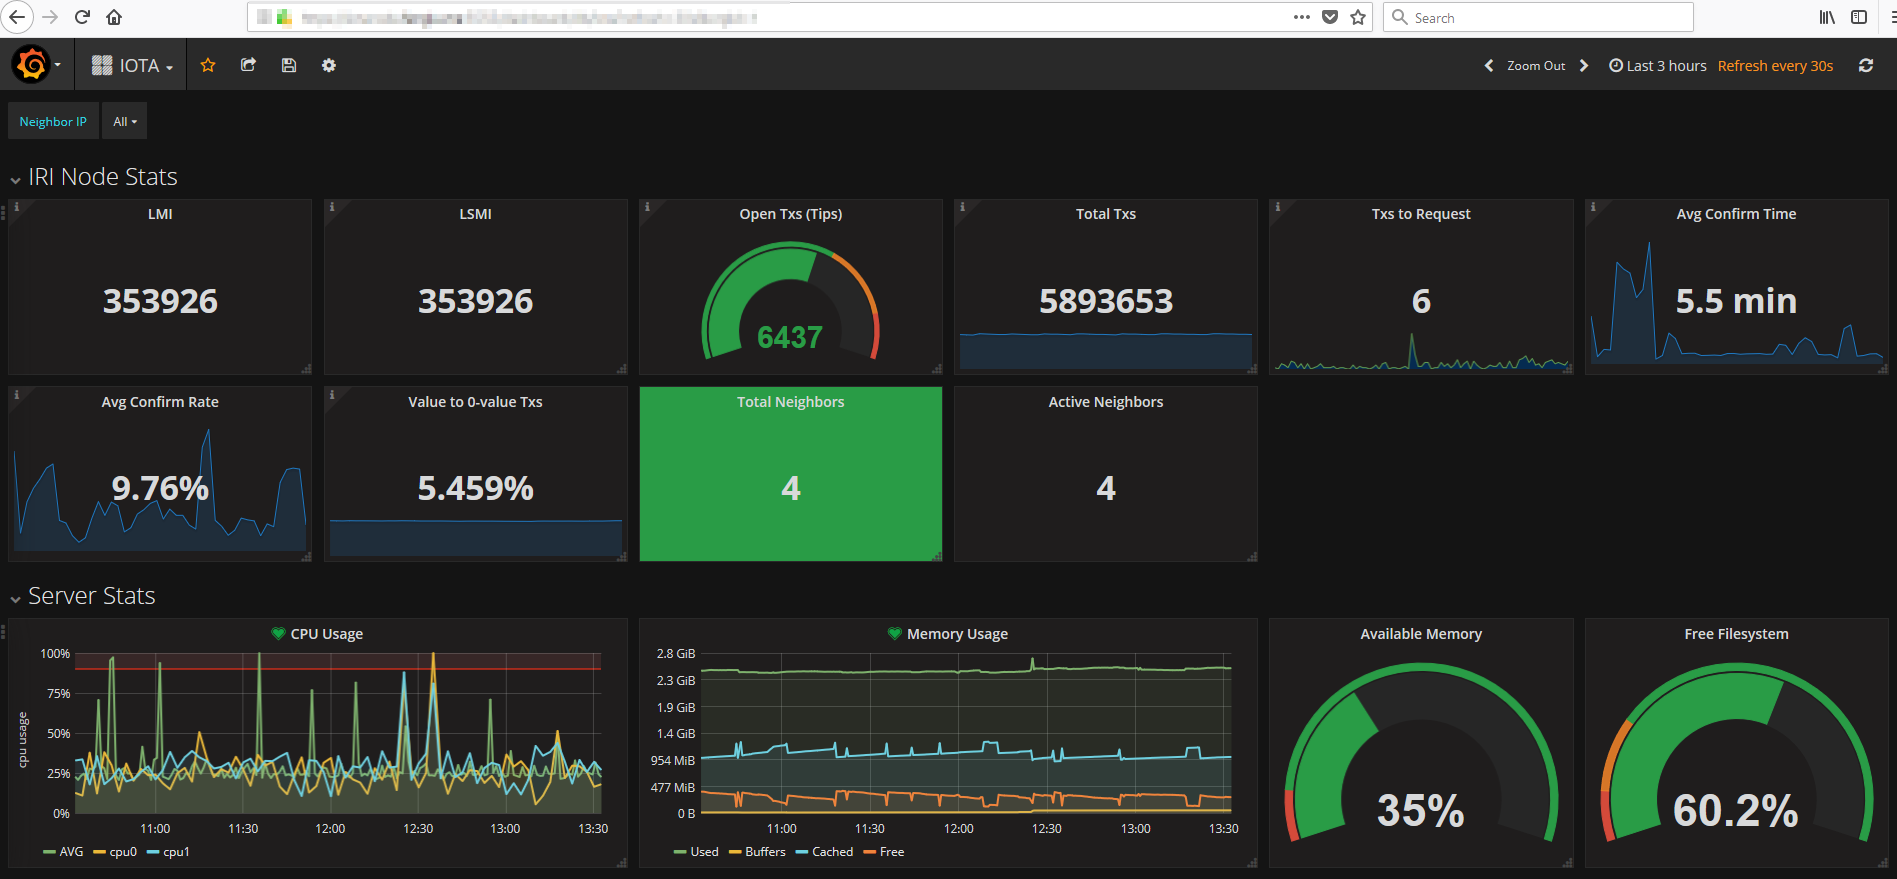 Search
IOTA
Zoom Out
Last 3 hours
Refresh every 30s
Neighbor IP
All
IRI Node Stats
LMI
353926
LSMI
353926
Open Txs (Tips)
6437
Total Txs
5893653
Txs to Request
6
Avg Confirm Time
5.5 min
Avg Confirm Rate
9.76%
Value to 0-value Txs
5.459%
Total Neighbors
4
Active Neighbors
4
Server Stats
CPU Usage
100%
75%
50%
25%
0%
cpu usage
11:00 11:30 12:00 12:30 13:00 13:30
AVG cpu0 cpu1
Memory Usage
2.8 GiB
2.3 GiB
1.9 GiB
1.4 GiB
954 MiB
477 MiB
0 B
11:00 11:30 12:00 12:30 13:00 13:30
Used Buffers Cached Free
Available Memory
35%
Free Filesystem
60.2%